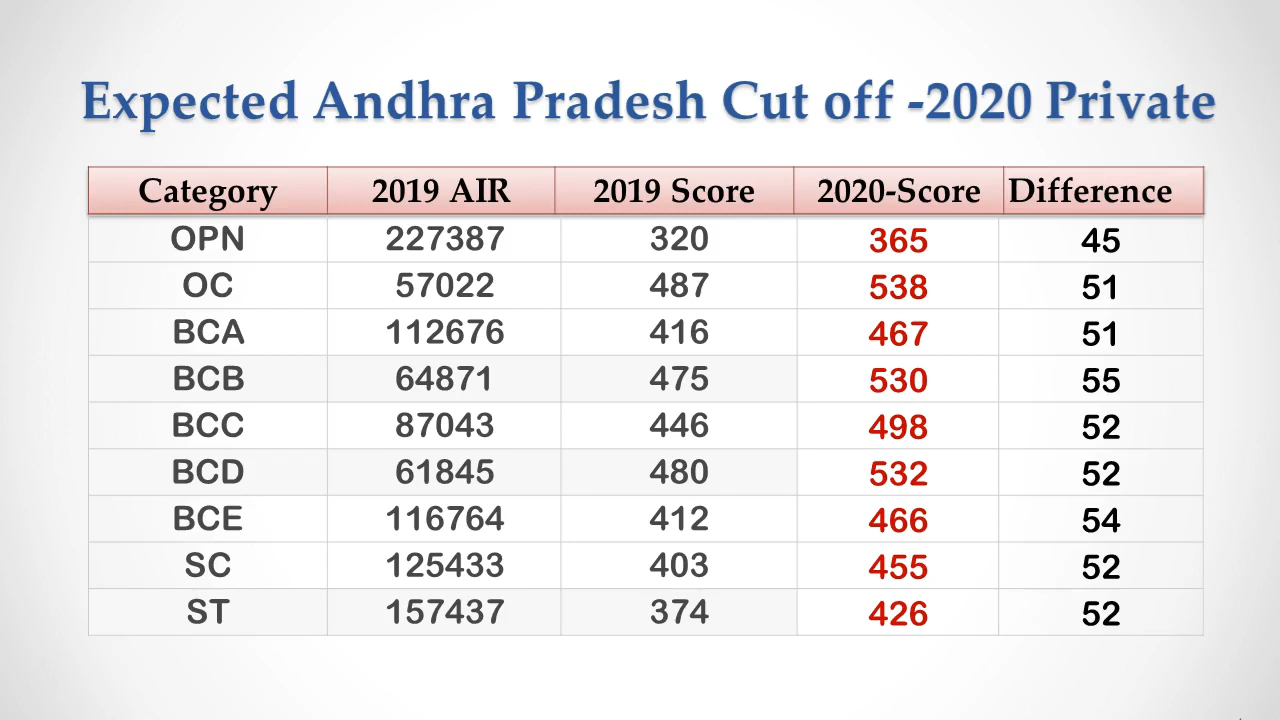 Expected Andhra Pradesh Cut off -2020 Private
Category 2019 AIR 2019 Score 2020-Score Difference
OPN 227387 320 365 45
OC 57022 487 538 51
BCA 112676 416 467 51
BCB 64871 475 530 55
BCC 87043 446 498 52
BCD 61845 480 532 52
BCE 116764 412 466 54
SC 125433 403 455 52
ST 157437 374 426 52